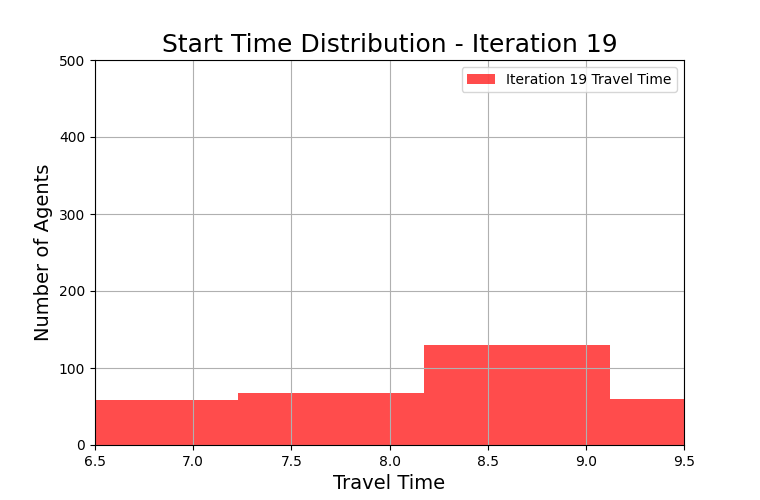 Start Time Distribution - Iteration 19
Iteration 19 Travel Time
Number of Agents
500
400
300
200
100
0
6.5 7.0 7.5 8.0 8.5 9.0 9.5
Travel Time